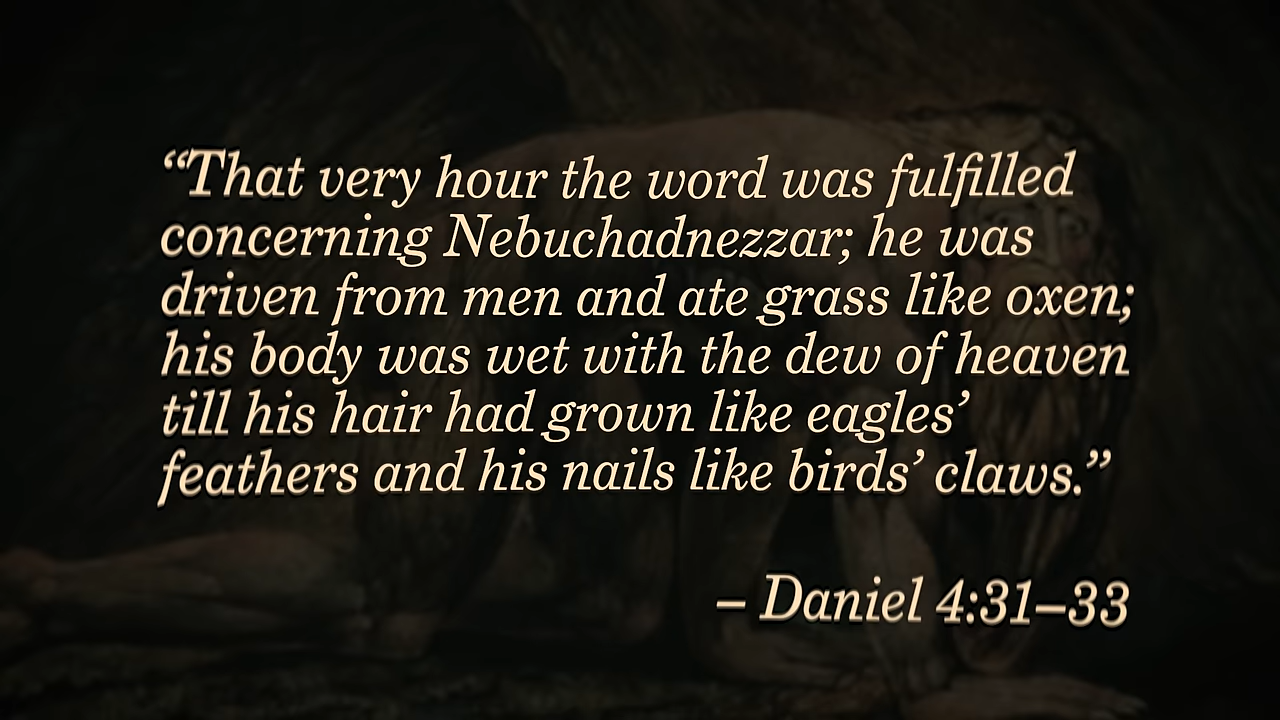 “That very hour the word was fulfilled
concerning Nebuchadnezzar; he was
driven from men and ate grass like oxen;
his body was wet with the dew of heaven
till his hair had grown like eagles’
feathers and his nails like birds’ claws.”
– Daniel 4:31–33